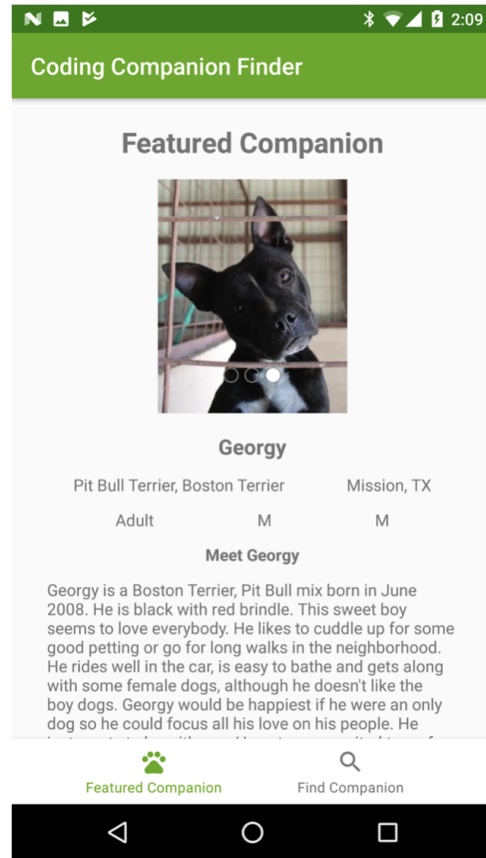 2:09
Coding Companion Finder
Featured Companion
Georgy
Pit Bull Terrier, Boston Terrier Mission, TX
Adult M M
Meet Georgy
Georgy is a Boston Terrier, Pit Bull mix born in June
2008. He is black with red brindle. This sweet boy
seems to love everybody. He likes to cuddle up for some
good petting or go for long walks in the neighborhood.
He rides well in the car, is easy to bathe and gets along
with some female dogs, although he doesn't like the
boy dogs. Georgy would be happiest if he were an only
dog so he could focus all his love on his people. He
Featured Companion Find Companion